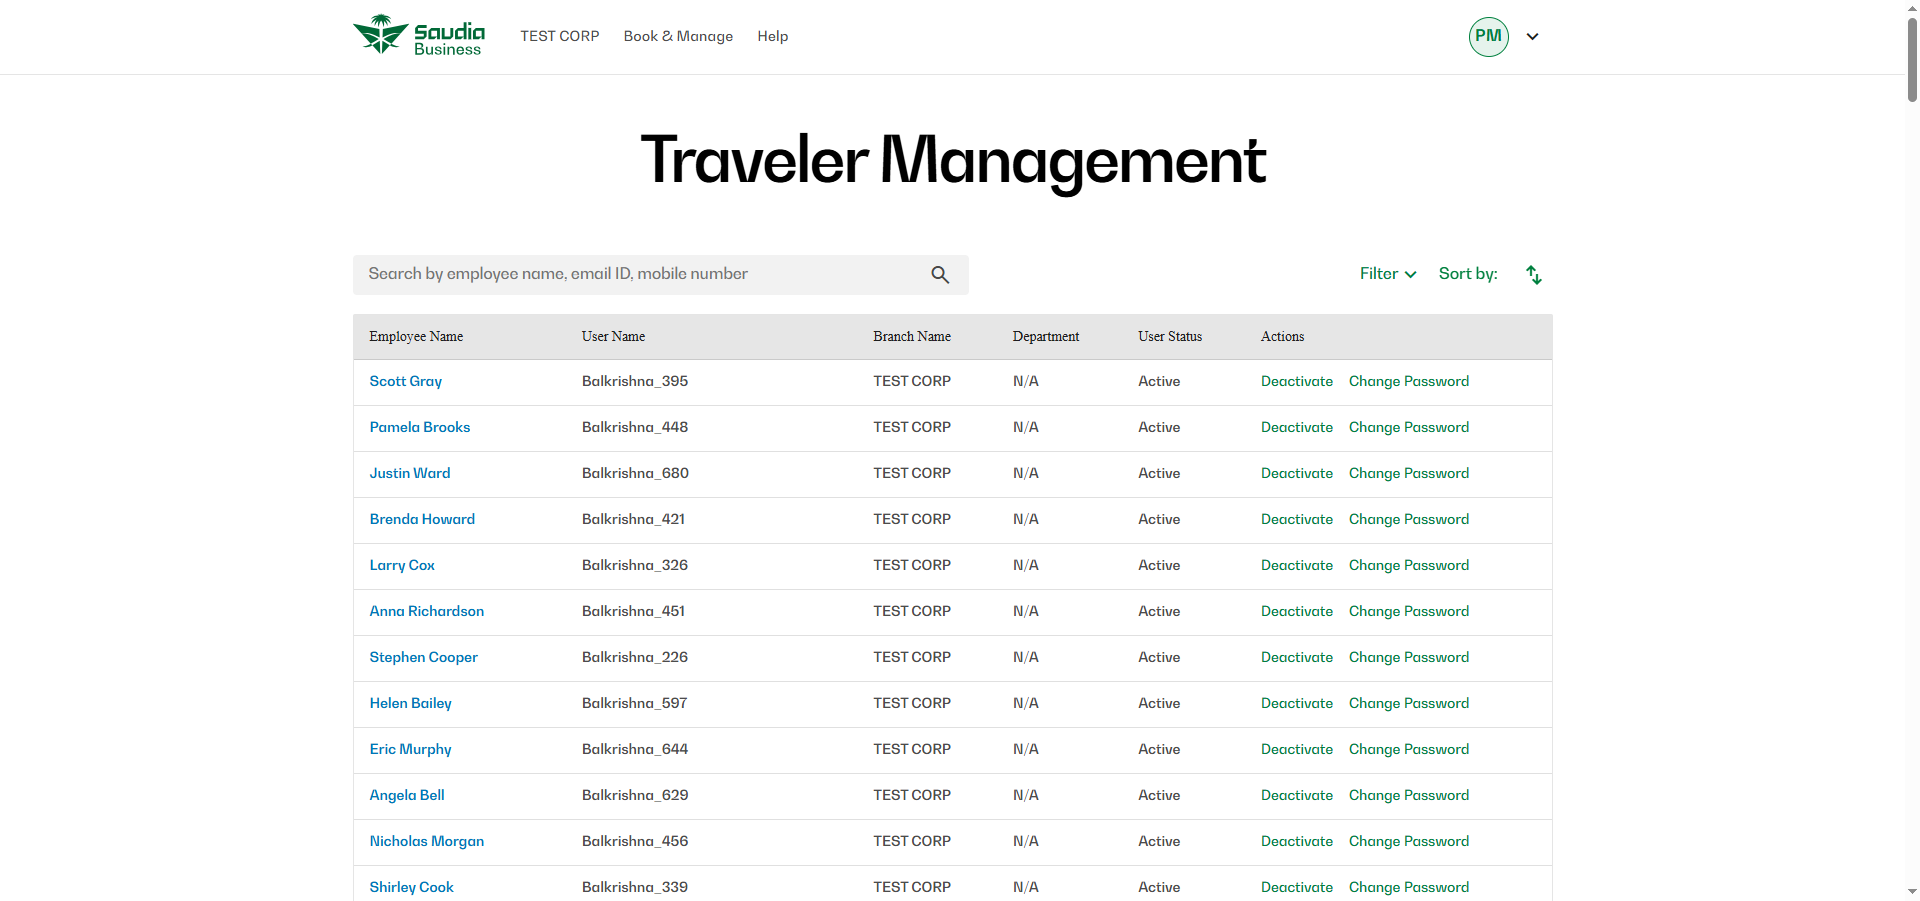 Saudia
Business
TEST CORP Book & Manage Help PM
Traveler Management
Search by employee name, email ID, mobile number Filter Sort by:
Employee Name User Name Branch Name Department User Status Actions
Scott Gray Balkrishna_395 TEST CORP N/A Active Deactivate Change Password
Pamela Brooks Balkrishna_448 TEST CORP N/A Active Deactivate Change Password
Justin Ward Balkrishna_680 TEST CORP N/A Active Deactivate Change Password
Brenda Howard Balkrishna_421 TEST CORP N/A Active Deactivate Change Password
Larry Cox Balkrishna_326 TEST CORP N/A Active Deactivate Change Password
Anna Richardson Balkrishna_451 TEST CORP N/A Active Deactivate Change Password
Stephen Cooper Balkrishna_226 TEST CORP N/A Active Deactivate Change Password
Helen Bailey Balkrishna_597 TEST CORP N/A Active Deactivate Change Password
Eric Murphy Balkrishna_644 TEST CORP N/A Active Deactivate Change Password
Angela Bell Balkrishna_629 TEST CORP N/A Active Deactivate Change Password
Nicholas Morgan Balkrishna_456 TEST CORP N/A Active Deactivate Change Password
Shirley Cook Balkrishna_339 TEST CORP N/A Active Deactivate Change Password